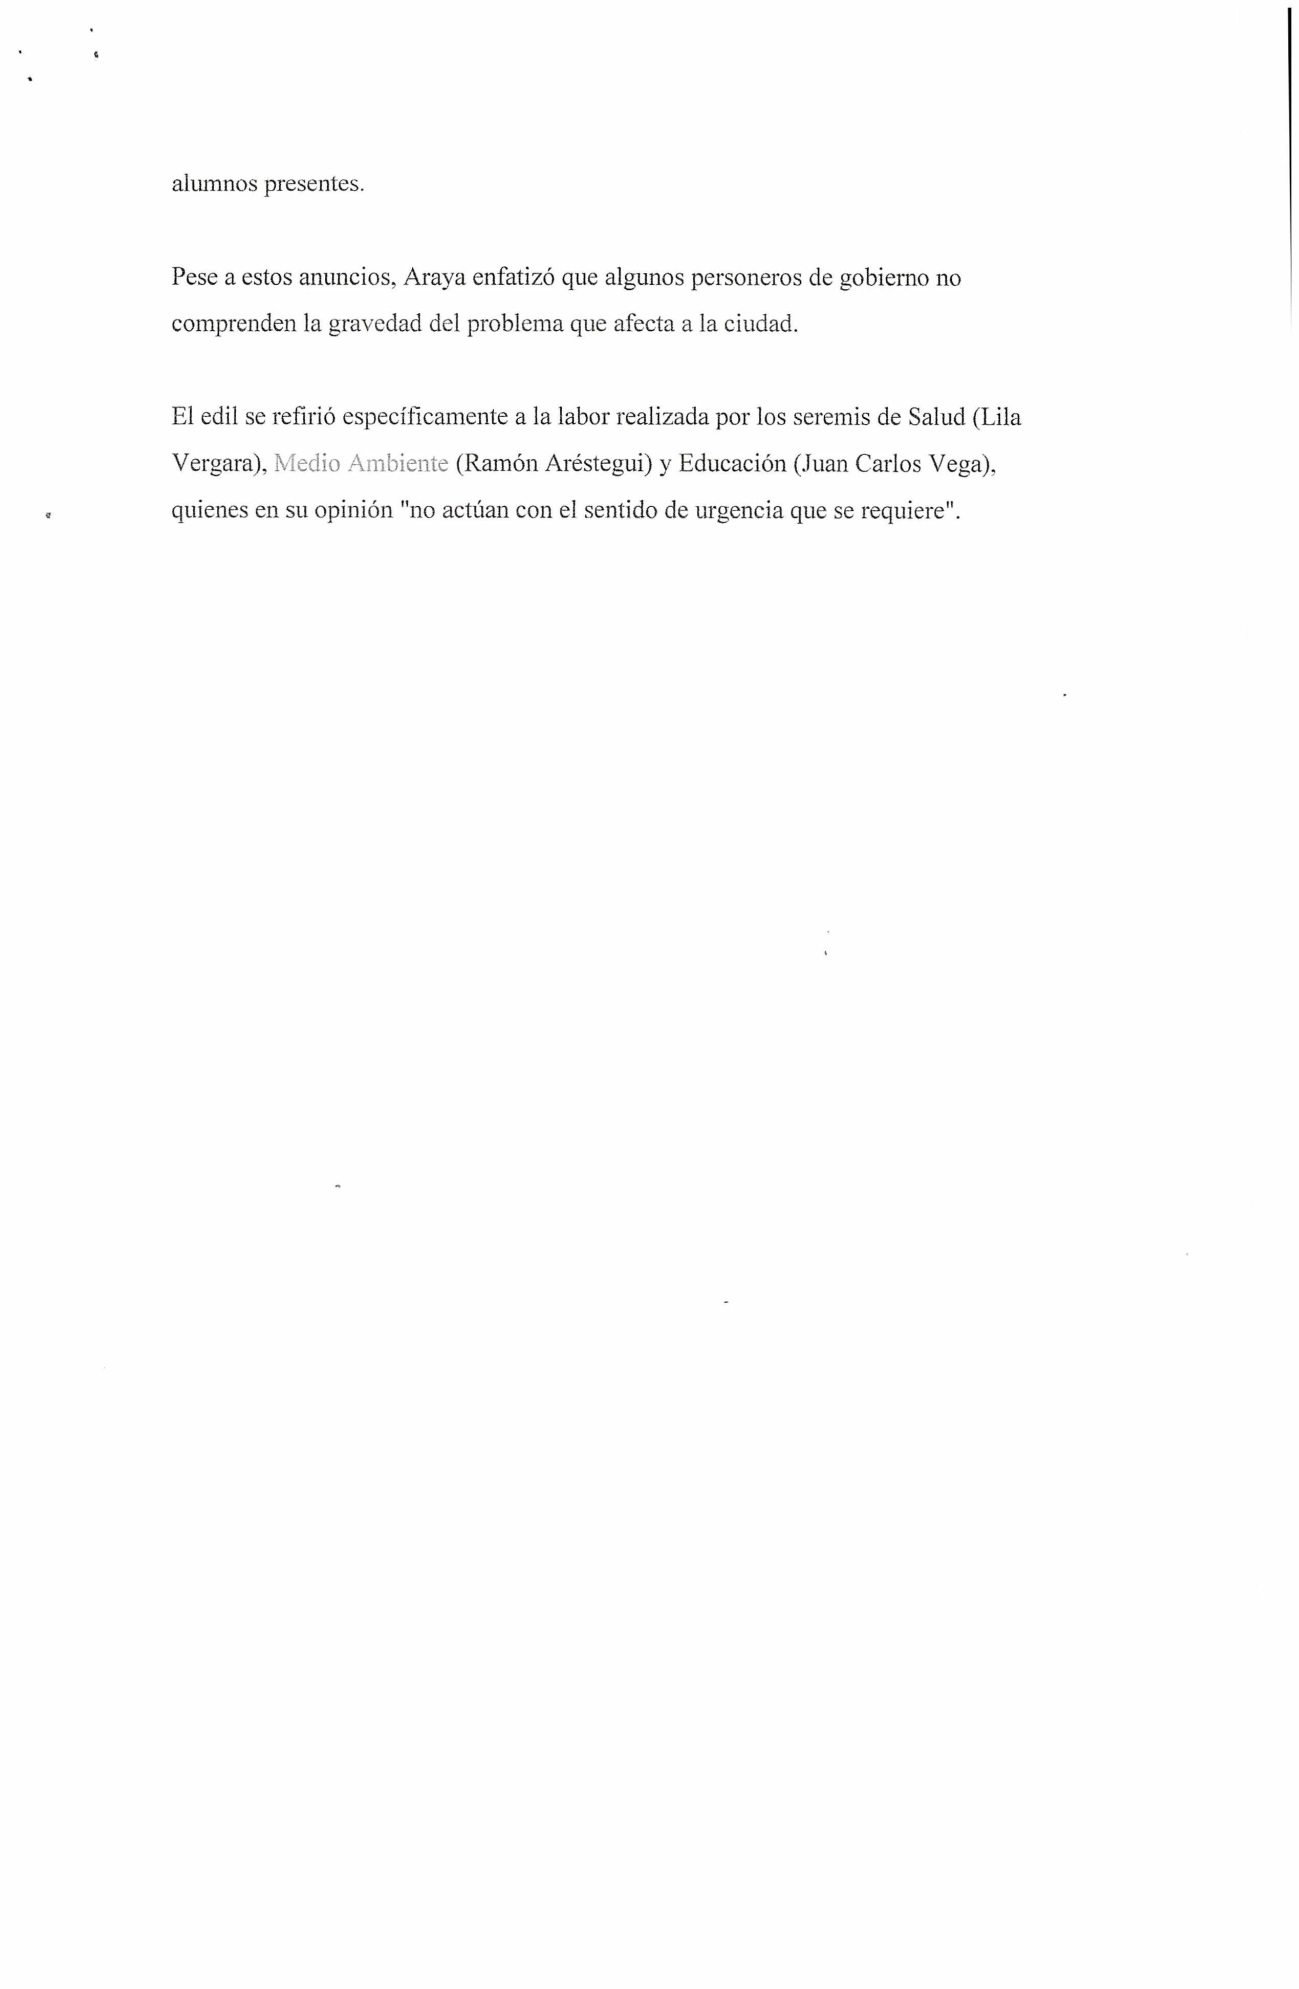 alumnos presentes.
Pese a estos anuncios, Araya enfatizó que algunos personeros de gobierno no
comprenden la gravedad del problema que afecta a la ciudad.
El edil se refirió específicamente a la labor realizada por los seremis de Salud (Lila
Vergara), Medio Ambiente (Ramón Aréstegui) y Educación (Juan Carlos Vega),
quienes en su opinión "no actúan con el sentido de urgencia que se requiere".